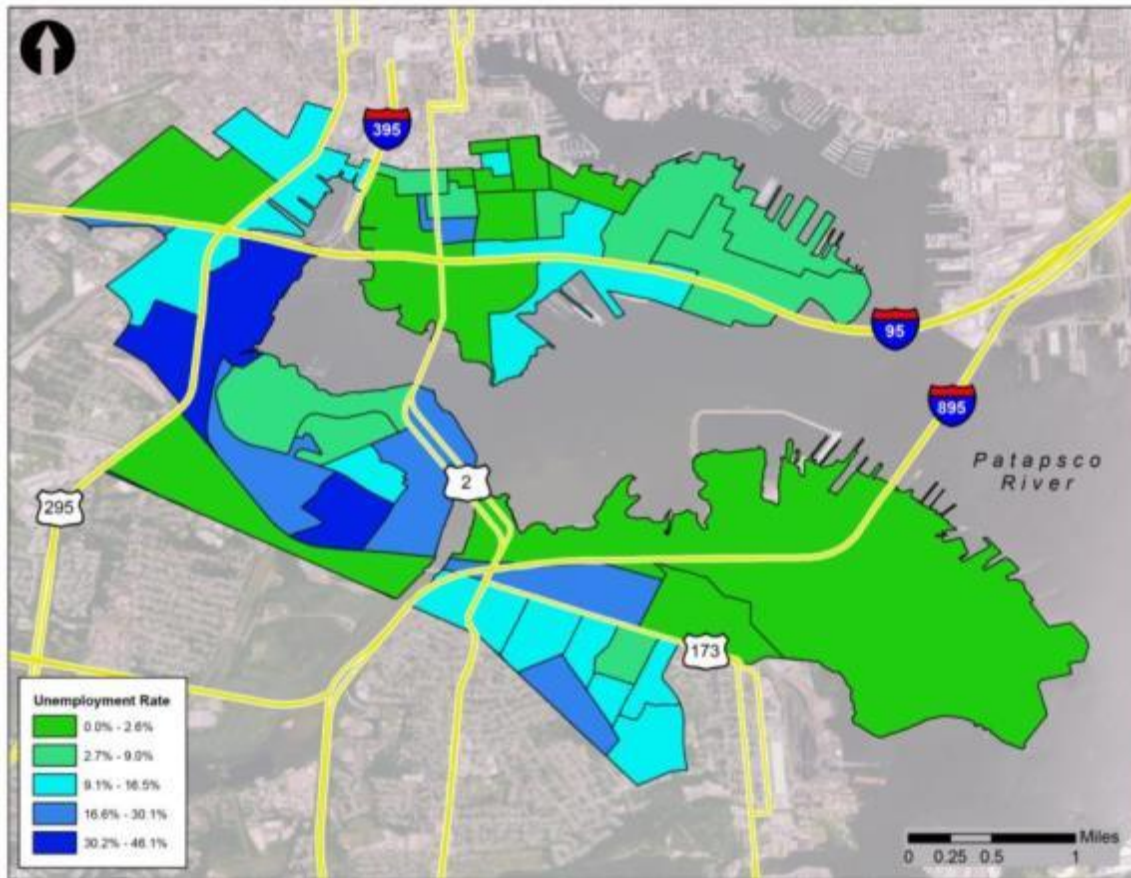 395
95
895
Patapsco
River
2
295
173
Unemployment Rate
0.0% - 2.6%
2.7% - 9.0%
9.1% - 16.5%
16.6% - 30.1%
30.2% - 46.1%
Miles
0 0.25 0.5 1